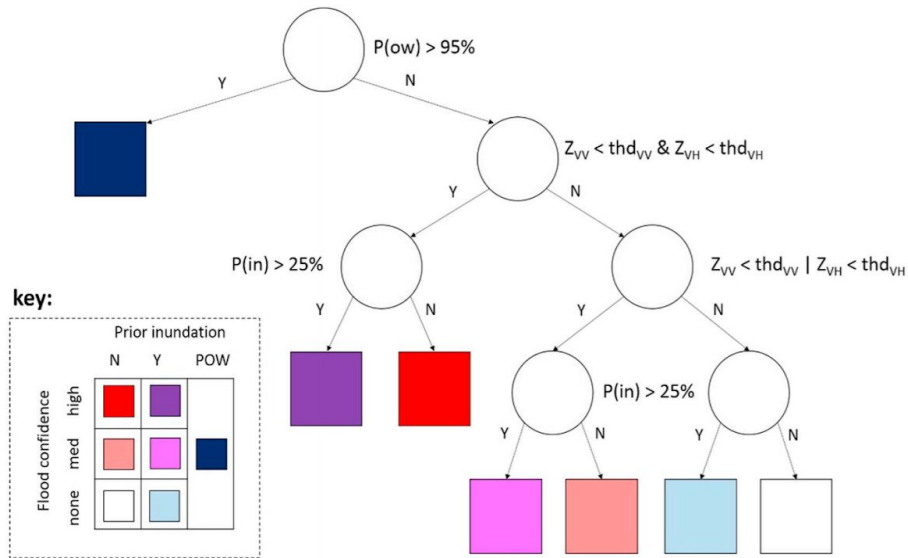 P(ow) > 95%
Y N
Z_VV < thd_VV & Z_VH < thd_VH
Y N
P(in) > 25%
Z_VV < thd_VV | Z_VH < thd_VH
Y N
Y N
key:
Prior inundation
N Y POW
Flood confidence
high
med
none
P(in) > 25%
Y N
Y N